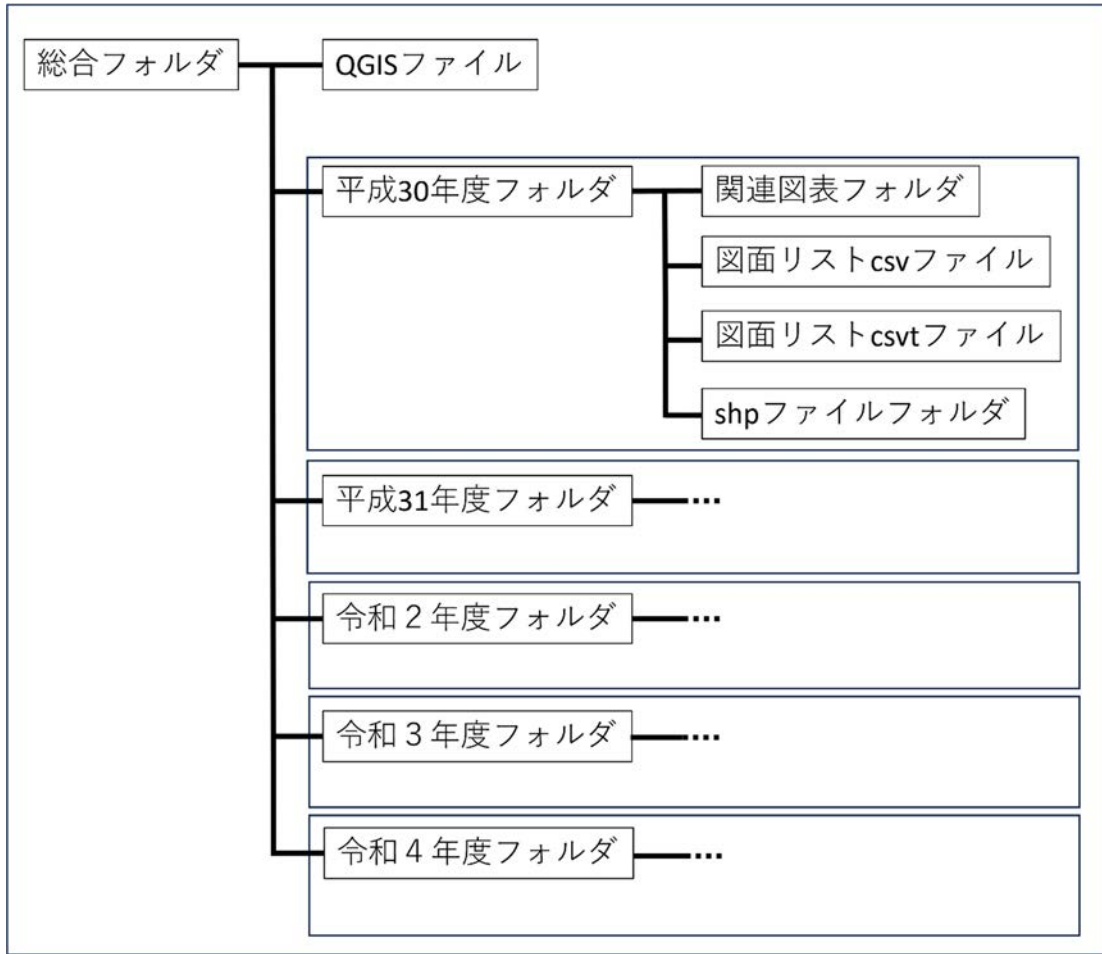 総合フォルダ
QGISファイル
平成30年度フォルダ
関連図表フォルダ
図面リストcsvファイル
図面リストcsvtファイル
shpファイルフォルダ
平成31年度フォルダ
…
令和２年度フォルダ
…
令和３年度フォルダ
…
令和４年度フォルダ
…